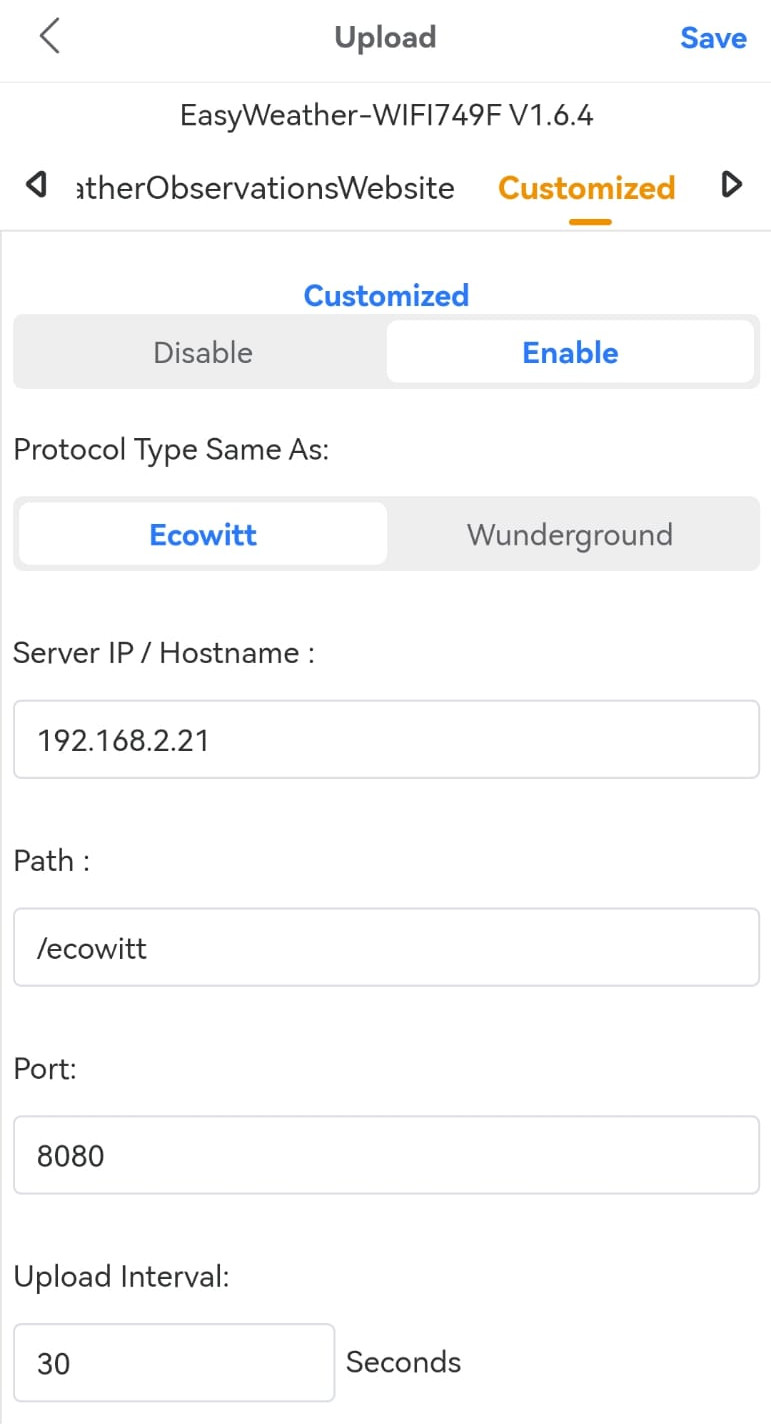 Upload Save
EasyWeather-WIFI749F V1.6.4
atherObservationsWebsite Customized
Customized
Disable Enable
Protocol Type Same As:
Ecowitt Wunderground
Server IP / Hostname :
192.168.2.21
Path :
/ecowitt
Port:
8080
Upload Interval:
30 Seconds